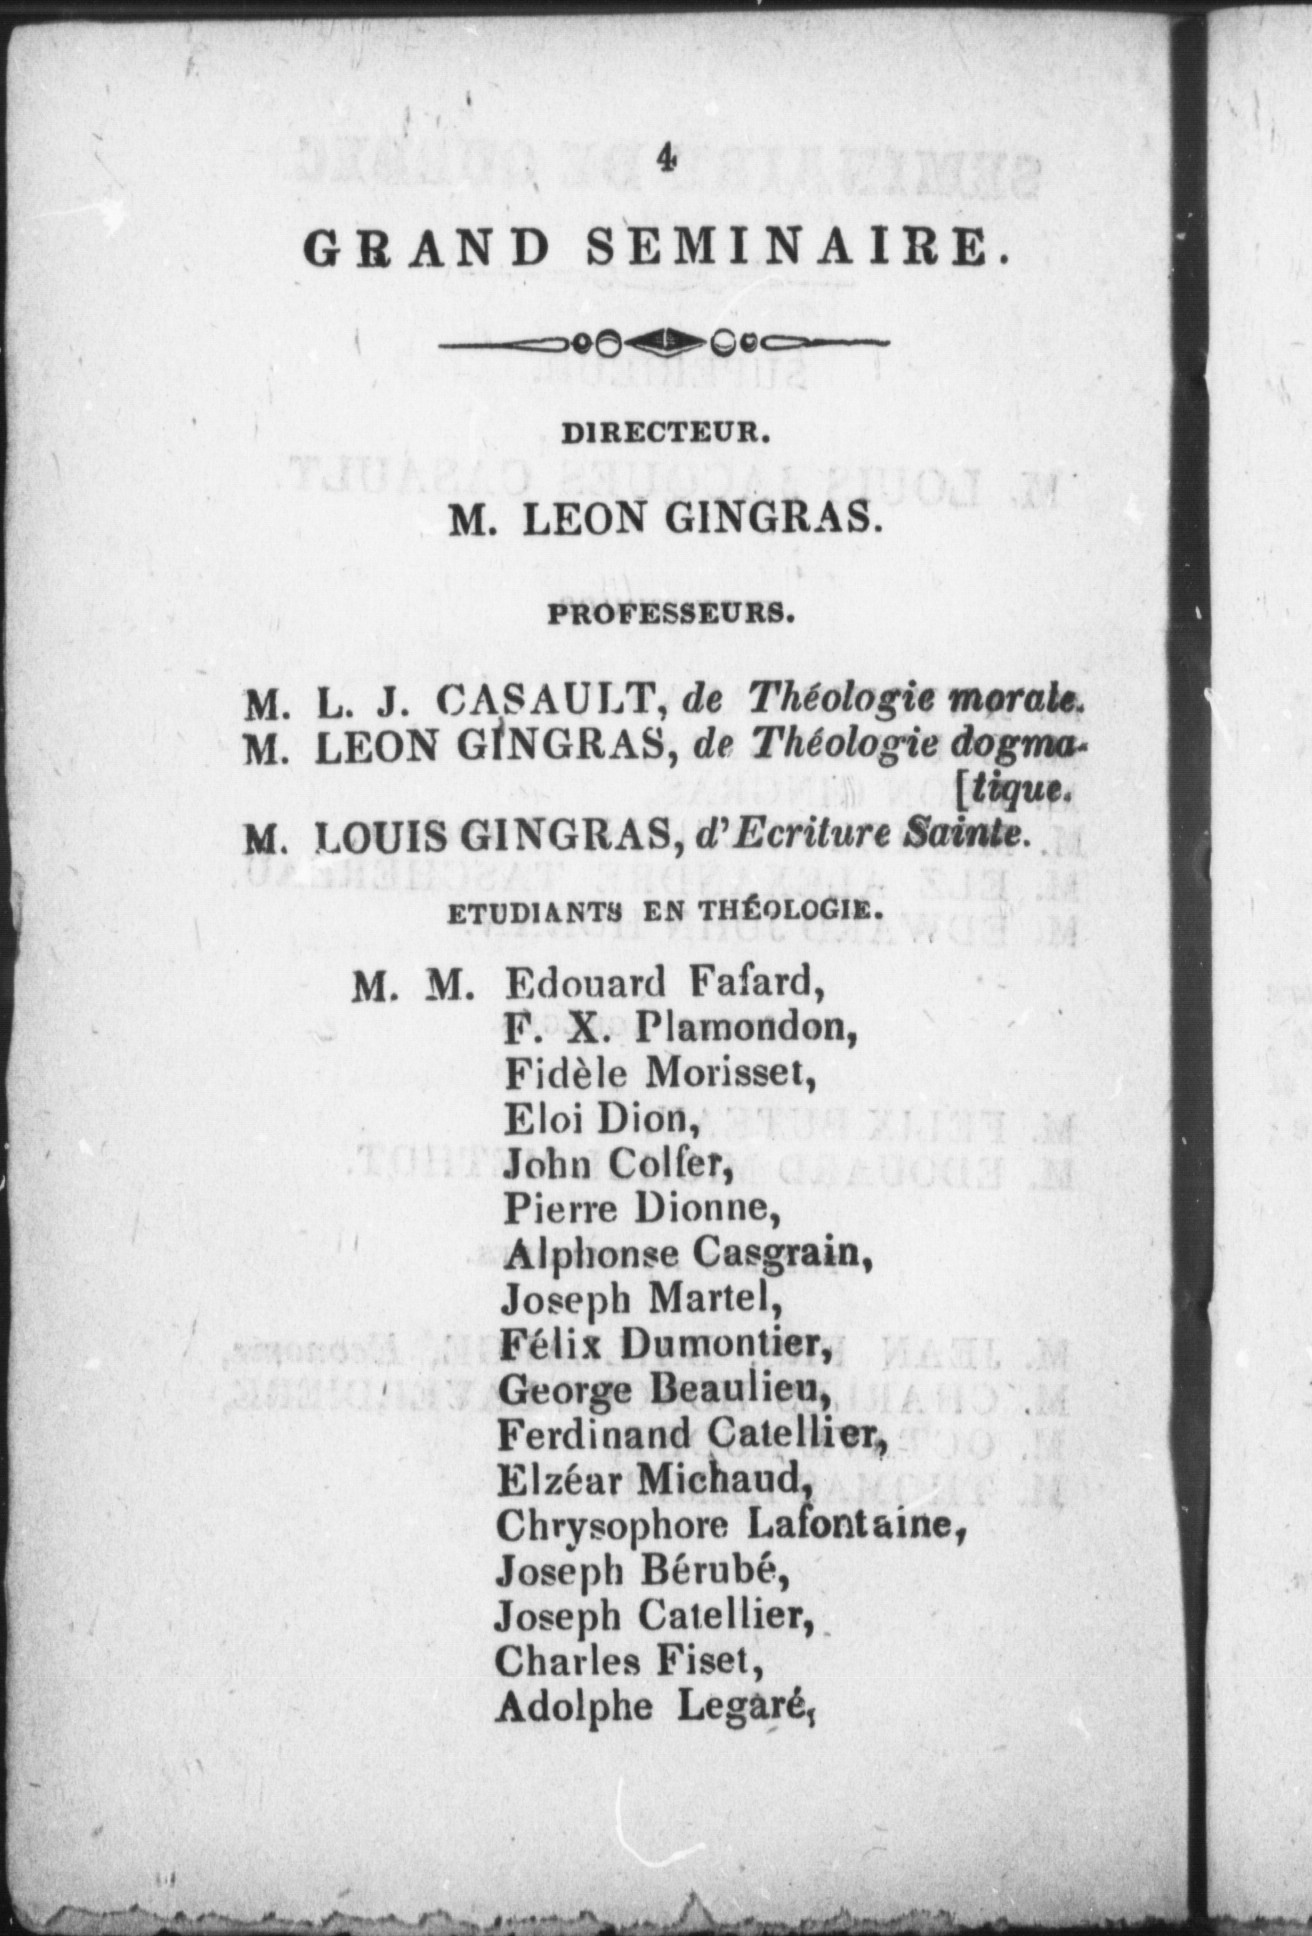 4
GRAND SEMINAIRE.
DIRECTEUR.
M. LEON GINGRAS.
PROFESSEURS.
M. L. J. CASAULT, de Théologie morale.
M. LEON GINGRAS, de Théologie dogma-
[tique.
M. LOUIS GINGRAS, d'Ecriture Sainte.
ETUDIANTS EN THÉOLOGIE.
M. M. Edouard Fafard,
F. X. Plamondon,
Fidèle Morisset,
Eloi Dion,
John Colfer,
Pierre Dionne,
Alphonse Casgrain,
Joseph Martel,
Félix Dumontier,
George Beaulieu,
Ferdinand Catellier,
Elzéar Michaud,
Chrysophore Lafontaine,
Joseph Bérubé,
Joseph Catellier,
Charles Fiset,
Adolphe Legaré,